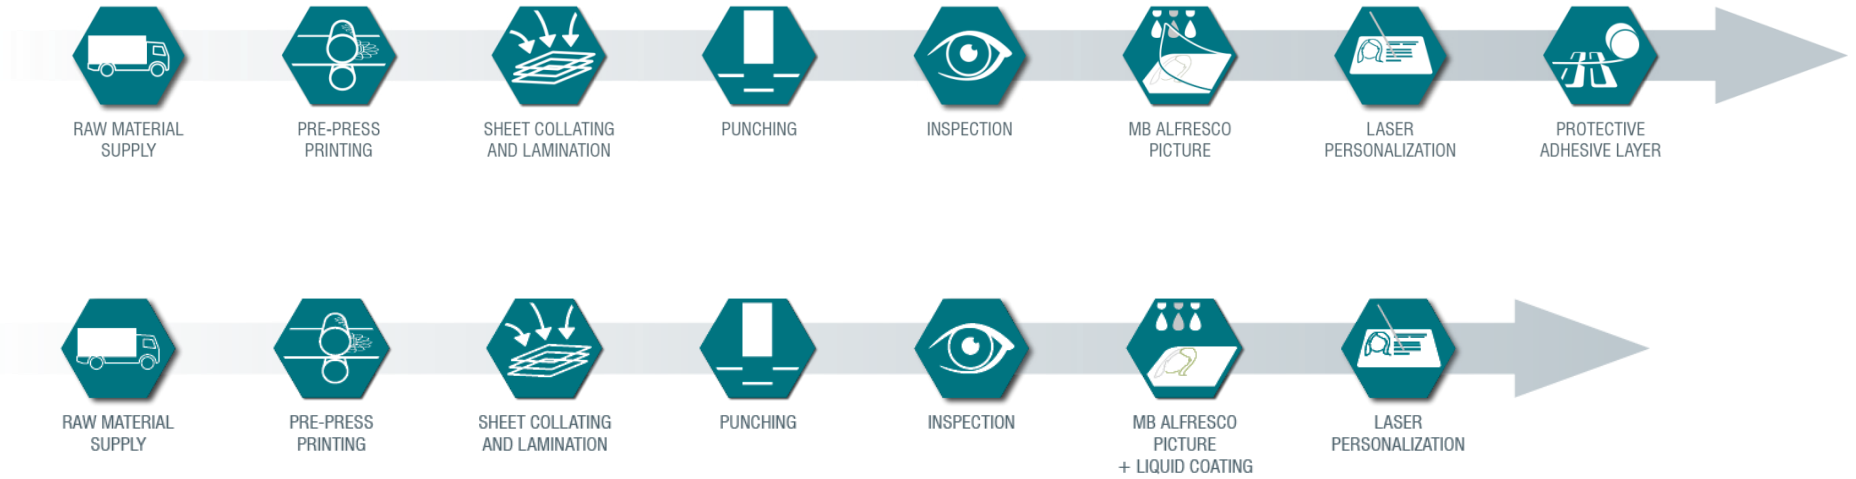 RAW MATERIAL
SUPPLY
PRE-PRESS
PRINTING
SHEET COLLATING
AND LAMINATION
PUNCHING
INSPECTION
MB ALFRESCO
PICTURE
LASER
PERSONALIZATION
PROTECTIVE
ADHESIVE LAYER
RAW MATERIAL
SUPPLY
PRE-PRESS
PRINTING
SHEET COLLATING
AND LAMINATION
PUNCHING
INSPECTION
MB ALFRESCO
PICTURE
+ LIQUID COATING
LASER
PERSONALIZATION